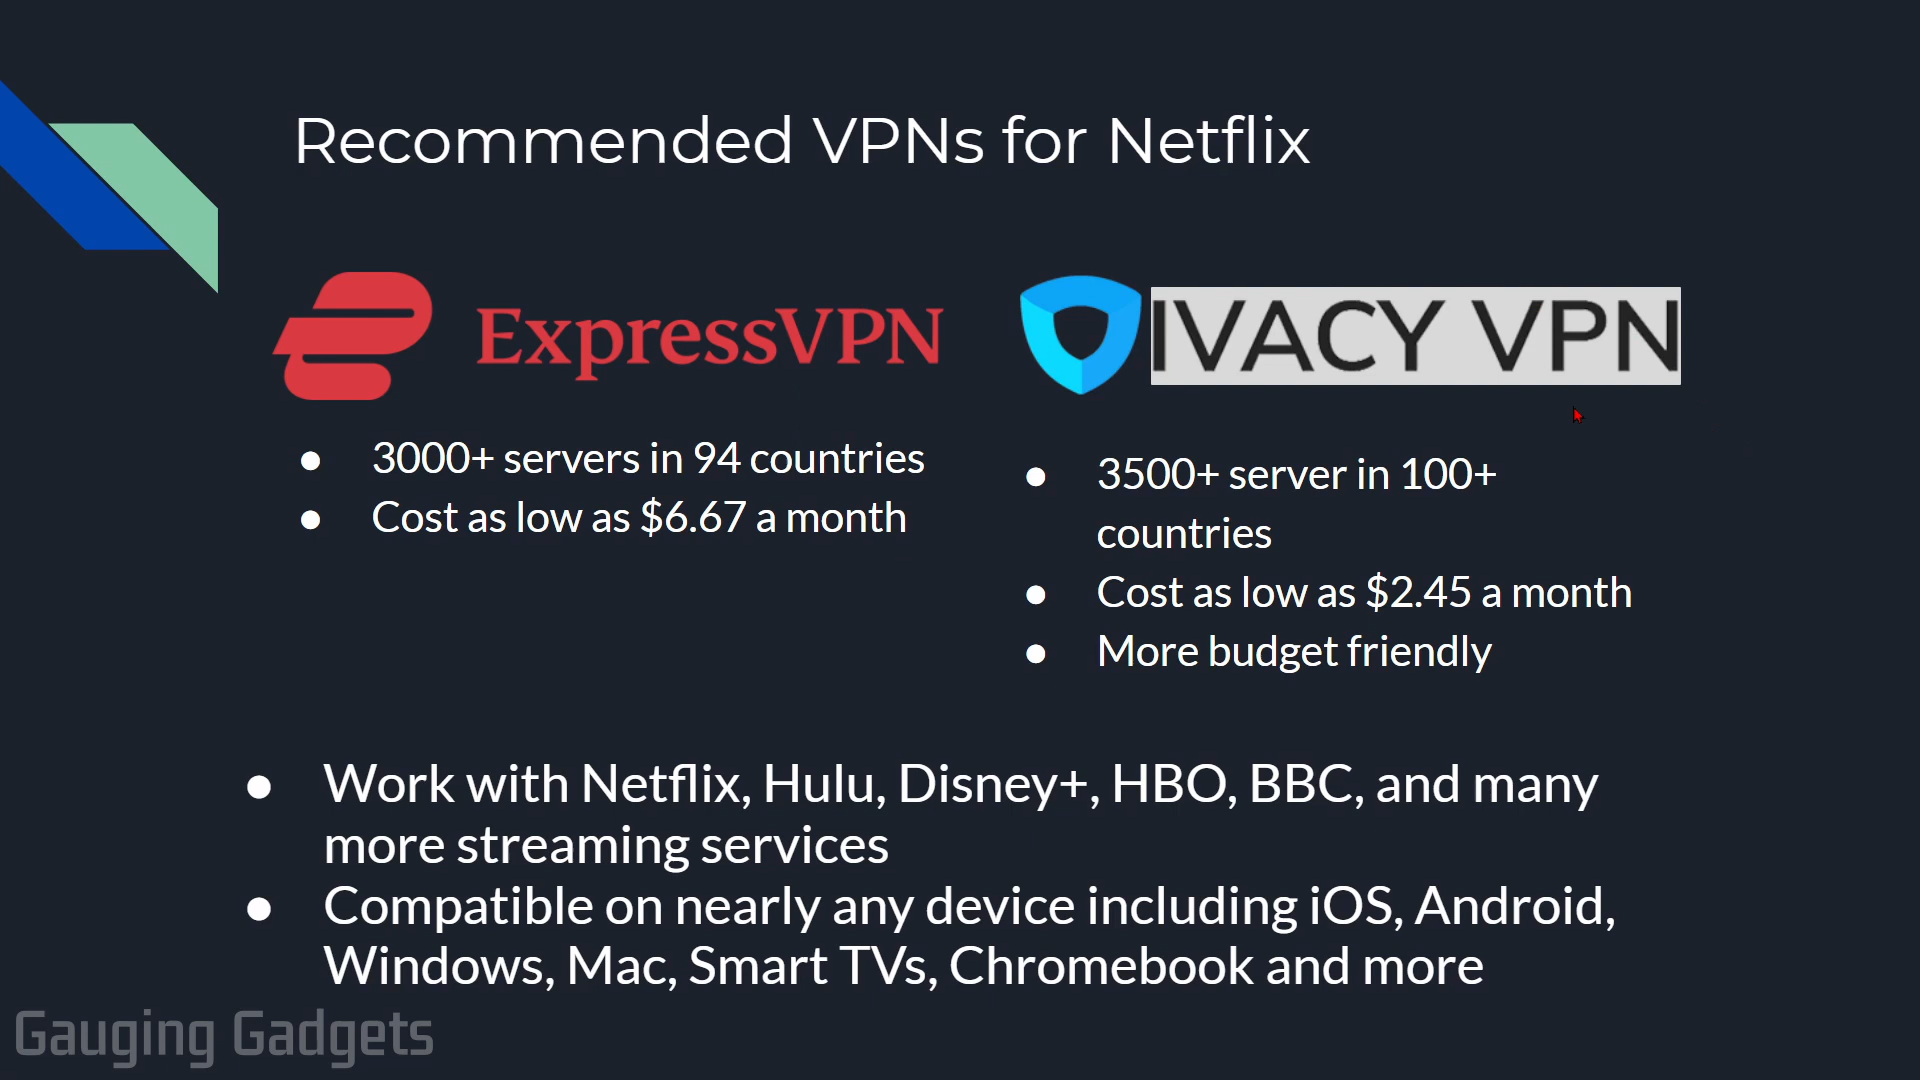 Recommended VPNs for Netflix
ExpressVPN
● 3000+ servers in 94 countries
● Cost as low as $6.67 a month
IVACY VPN
● 3500+ server in 100+
countries
● Cost as low as $2.45 a month
● More budget friendly
● Work with Netflix, Hulu, Disney+, HBO, BBC, and many
more streaming services
● Compatible on nearly any device including iOS, Android,
Windows, Mac, Smart TVs, Chromebook and more
Gauging Gadgets